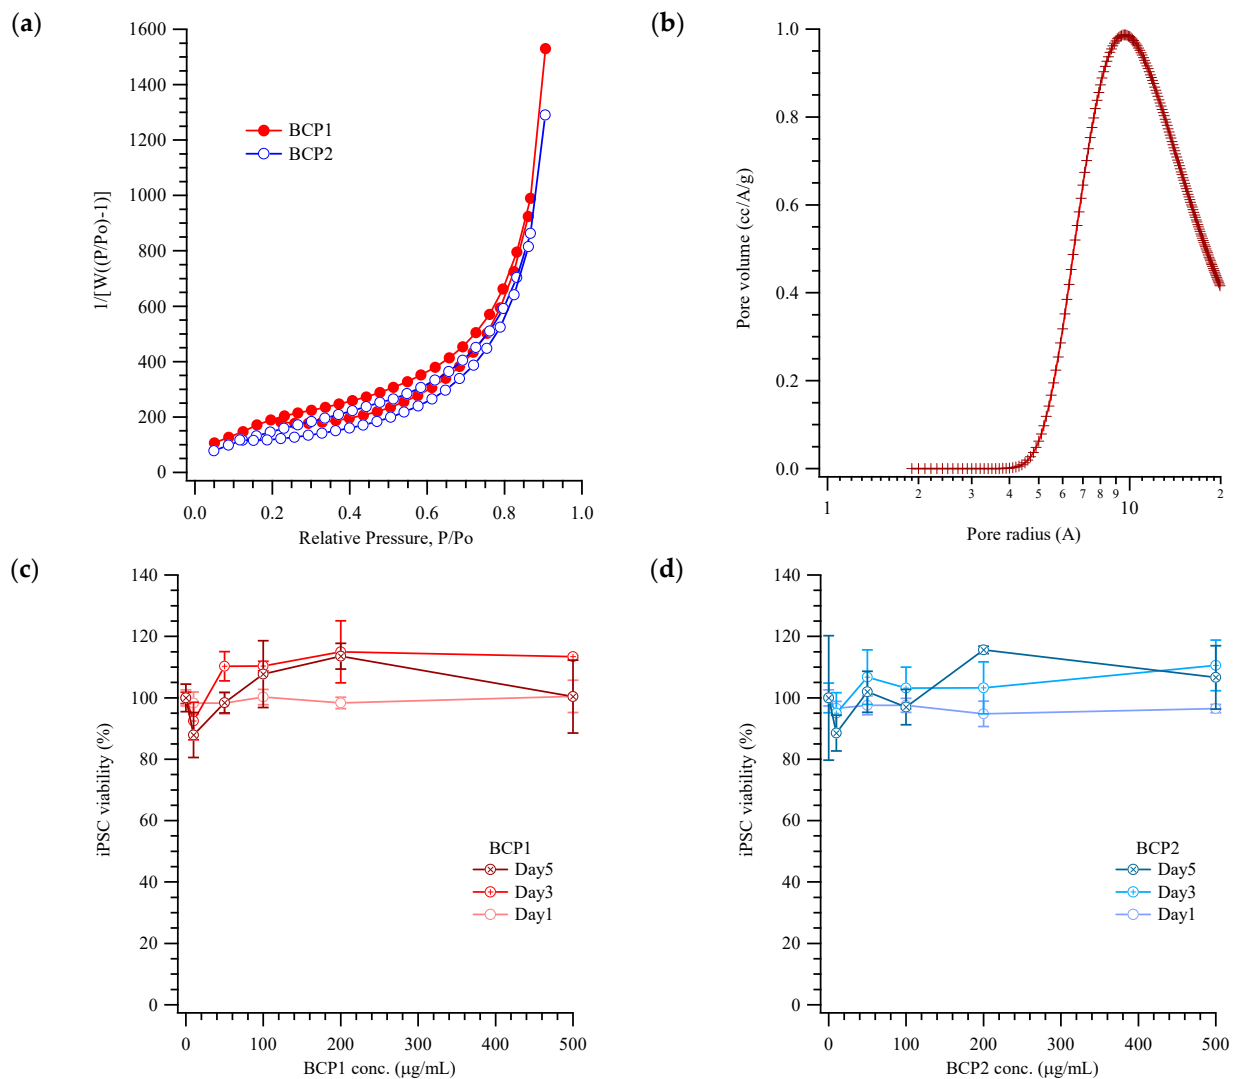 (a)
1/[W((P/Po)-1)]
1600
1400
1200
1000
800
600
400
200
0
BCP1
BCP2
0.0 0.2 0.4 0.6 0.8 1.0
Relative Pressure, P/Po
(b)
Pore volume (cc/A/g)
1.0
0.8
0.6
0.4
0.2
0.0
1 2 3 4 5 6 7 8 9 10 2
Pore radius (A)
(c)
iPSC viability (%)
140
120
100
80
60
40
20
0
BCP1
Day5
Day3
Day1
0 100 200 300 400 500
BCP1 conc. (μg/mL)
(d)
iPSC viability (%)
140
120
100
80
60
40
20
0
BCP2
Day5
Day3
Day1
0 100 200 300 400 500
BCP2 conc. (μg/mL)